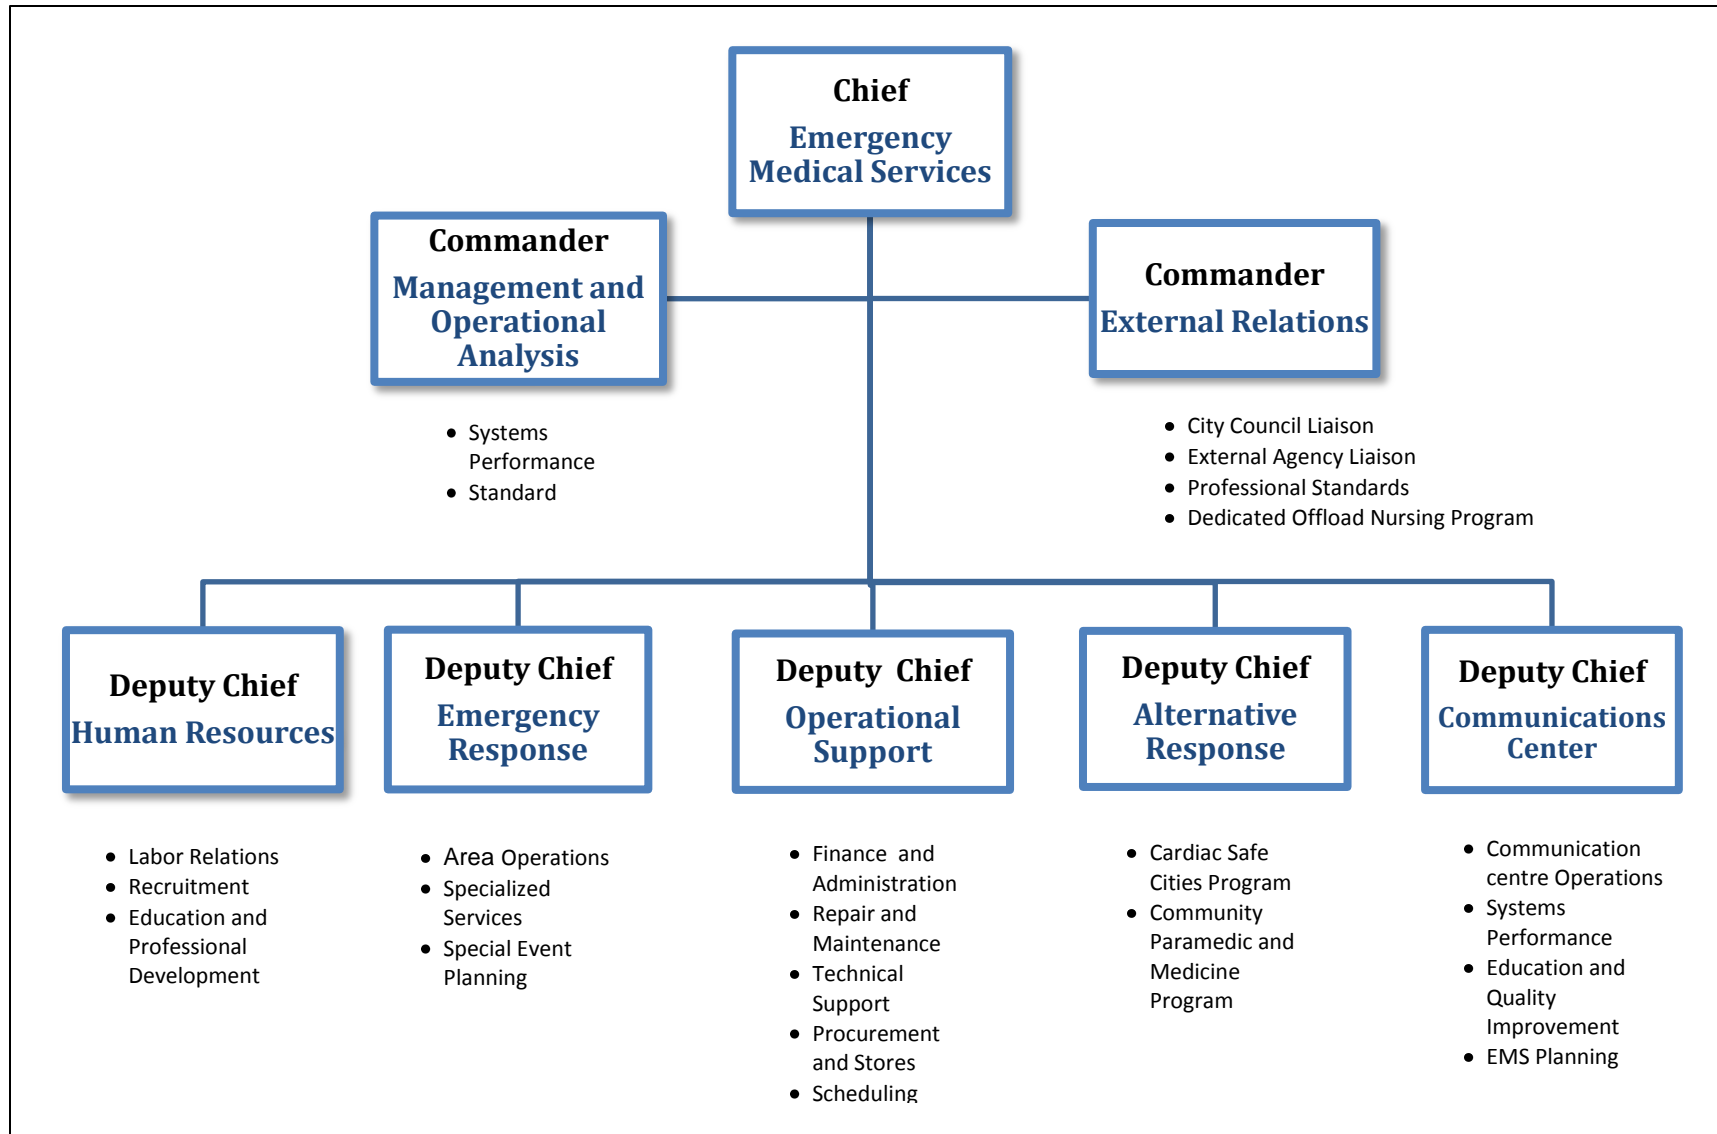 Chief
Emergency
Medical Services
Commander
Management and
Operational
Analysis
Commander
External Relations
• Systems
Performance
• Standard
• City Council Liaison
• External Agency Liaison
• Professional Standards
• Dedicated Offload Nursing Program
Deputy Chief
Human Resources
Deputy Chief
Emergency
Response
Deputy  Chief
Operational
Support
Deputy Chief
Alternative
Response
Deputy Chief
Communications
Center
• Labor Relations
• Recruitment
• Education and
Professional
Development
• Area Operations
• Specialized
Services
• Special Event
Planning
• Finance  and
Administration
• Repair and
Maintenance
• Technical
Support
• Procurement
and Stores
• Scheduling
• Cardiac Safe
Cities Program
• Community
Paramedic and
Medicine
Program
• Communication
centre Operations
• Systems
Performance
• Education and
Quality
Improvement
• EMS Planning